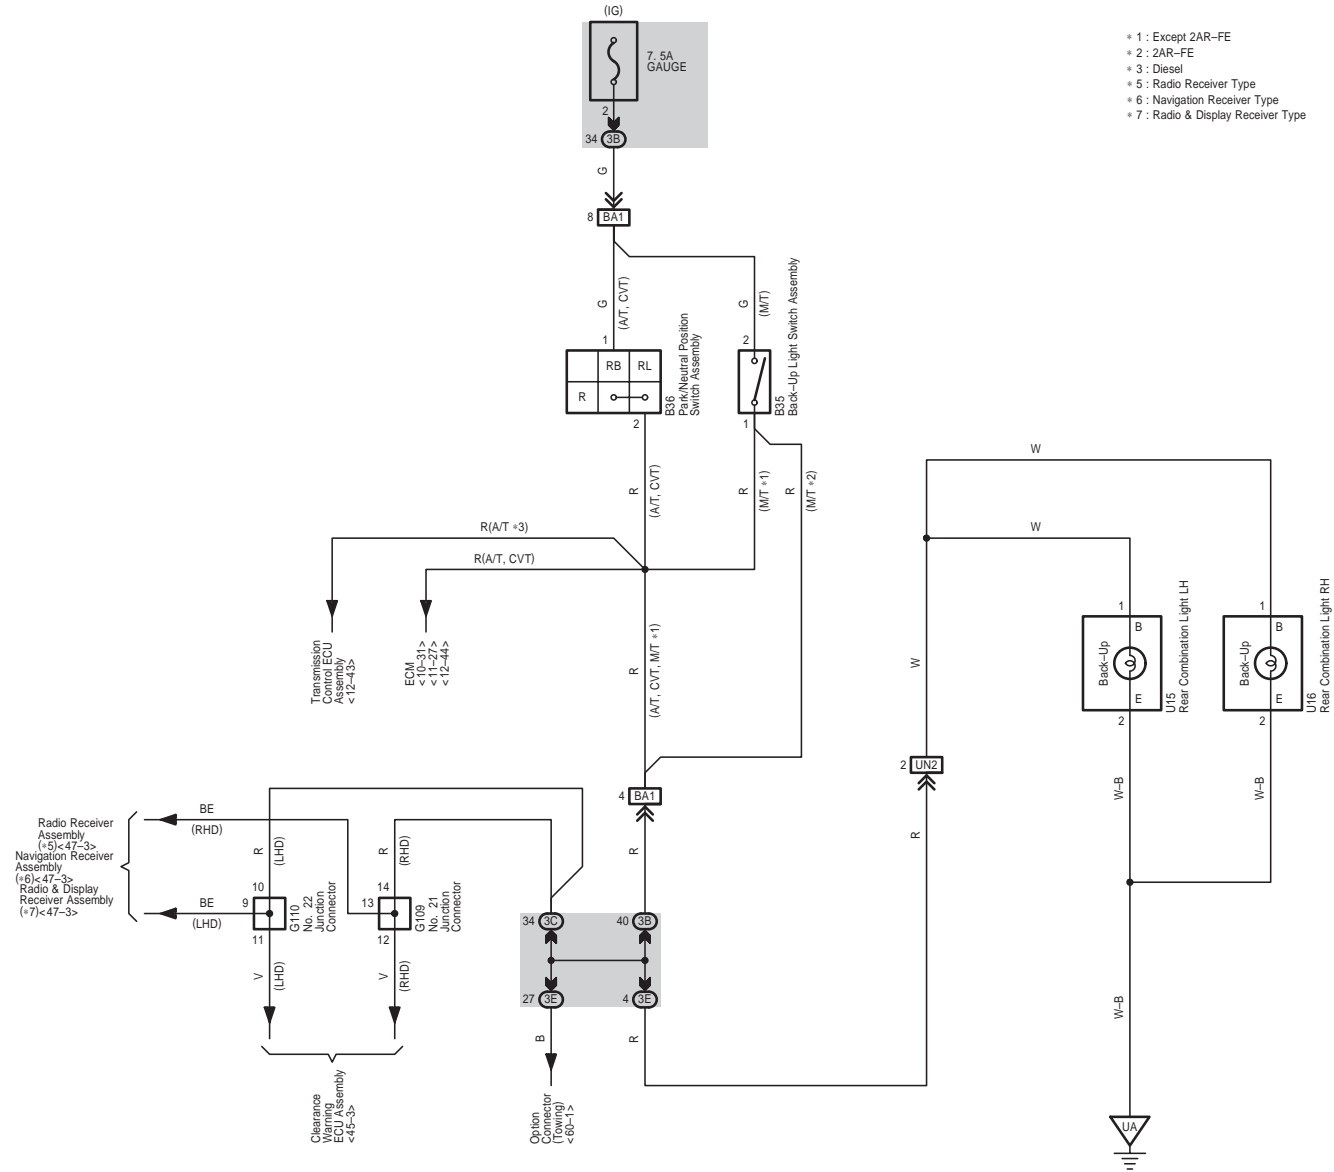 (IG)
7. 5A
GAUGE
2
34 3B
G
8 BA1
* 1 : Except 2AR–FE
* 2 : 2AR–FE
* 3 : Diesel
* 5 : Radio Receiver Type
* 6 : Navigation Receiver Type
* 7 : Radio & Display Receiver Type
G
(A/T, CVT)
G
(M/T)
1
2
RB RL
R
B36
Park/Neutral Position
Switch Assembly
B35
Back–Up Light Switch Assembly
2
1
R
(A/T, CVT)
R
(M/T *1)
R
(M/T *2)
R(A/T *3)
R(A/T, CVT)
Transmission
Control ECU
Assembly
<12–43>
ECM
<10–31>
<11–27>
<12–44>
R
(A/T, CVT, M/T *1)
4 BA1
R
W
W
W
2 UN2
R
1
B
Back–Up
E
2
U15
Rear Combination Light LH
1
B
Back–Up
E
2
U16
Rear Combination Light RH
W–B
W–B
W–B
UA
Radio Receiver
Assembly
(*5)<47–3>
Navigation Receiver
Assembly
(*6)<47–3>
Radio & Display
Receiver Assembly
(*7)<47–3>
BE
(RHD)
BE
(LHD)
R
(LHD)
R
(RHD)
10
9
11
G110
No. 22
Junction
Connector
14
13
12
G109
No. 21
Junction
Connector
V
(LHD)
V
(RHD)
Clearance
Warning
ECU Assembly
<45–3>
34 3C
40 3B
27 3E
4 3E
B
R
Option
Connector
(Towing)
<60–1>